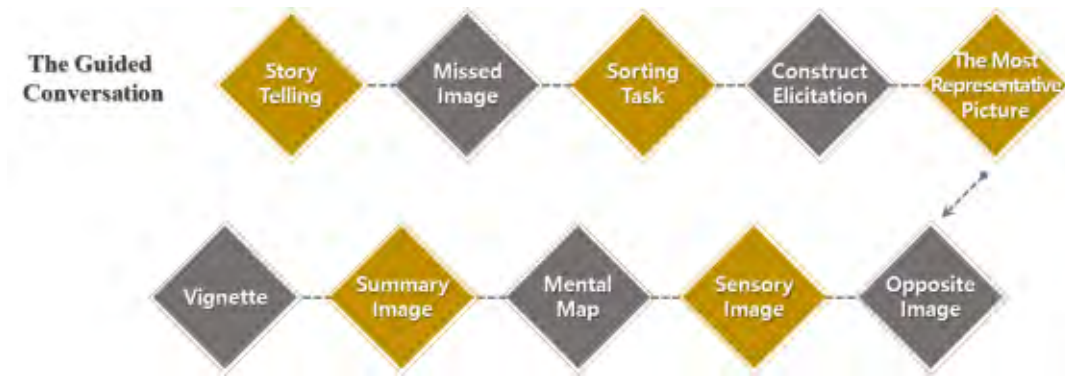 The Guided
Conversation
Story
Telling
Missed
Image
Sorting
Task
Construct
Elicitation
The Most
Representative
Picture
Vignette
Summary
Image
Mental
Map
Sensory
Image
Opposite
Image